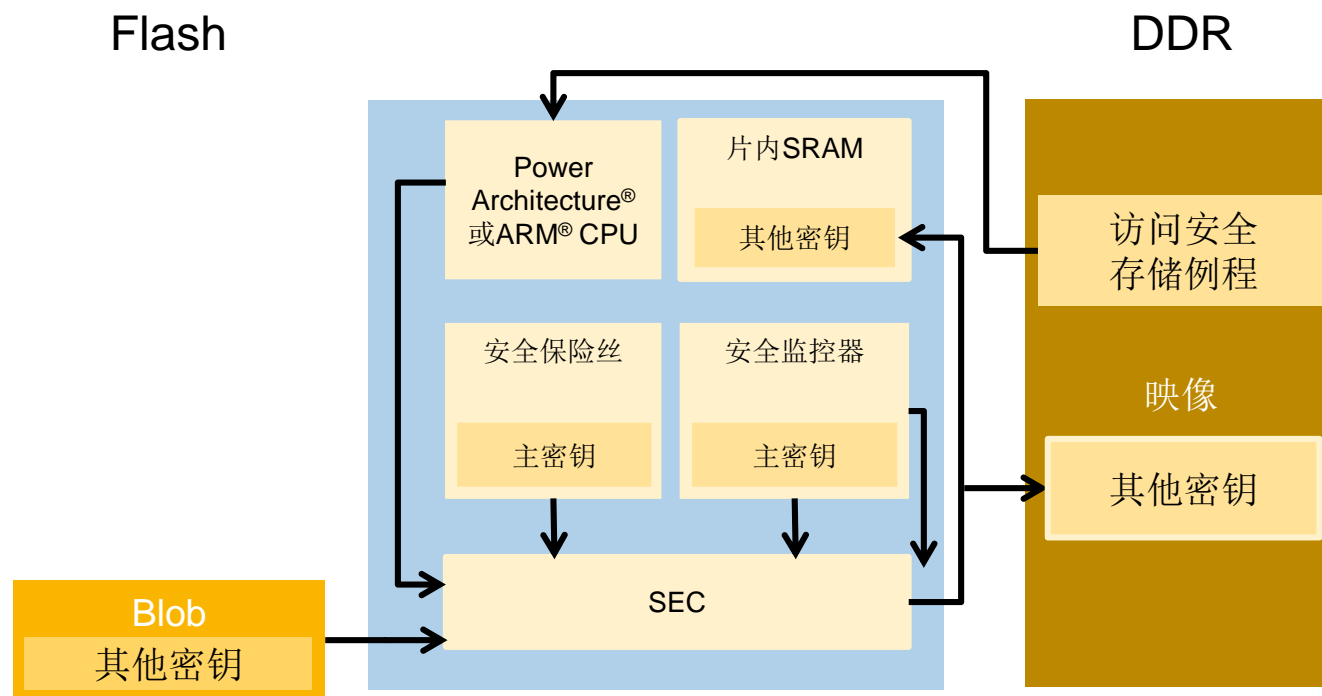 Flash
DDR
Power
Architecture®
或ARM® CPU
片内SRAM
其他密钥
访问安全
存储例程
安全保险丝
主密钥
安全监控器
主密钥
映像
其他密钥
SEC
Blob
其他密钥